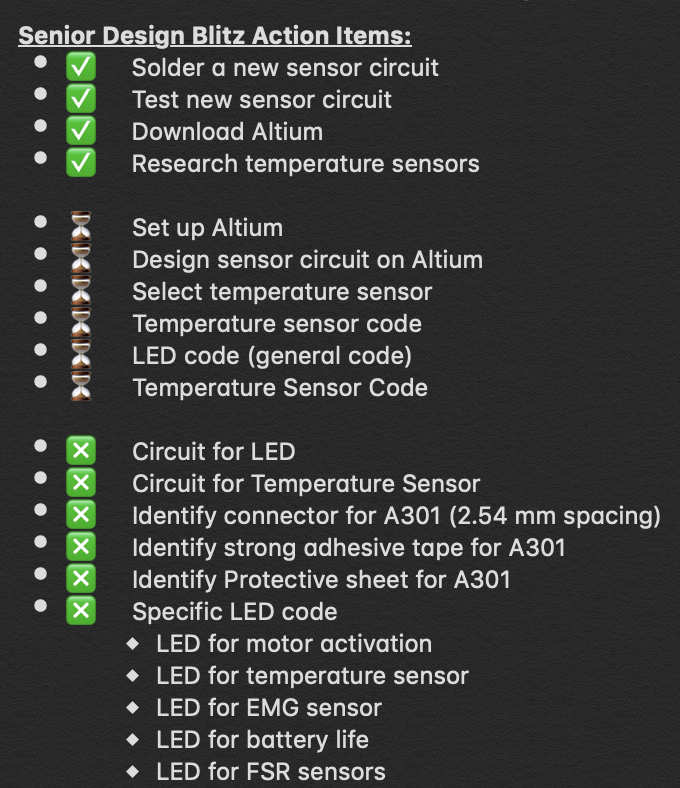 Senior Design Blitz Action Items:
• ✅ Solder a new sensor circuit
• ✅ Test new sensor circuit
• ✅ Download Altium
• ✅ Research temperature sensors
• ⏳ Set up Altium
• ⏳ Design sensor circuit on Altium
• ⏳ Select temperature sensor
• ⏳ Temperature sensor code
• ⏳ LED code (general code)
• ⏳ Temperature Sensor Code
• ❎ Circuit for LED
• ❎ Circuit for Temperature Sensor
• ❎ Identify connector for A301 (2.54 mm spacing)
• ❎ Identify strong adhesive tape for A301
• ❎ Identify Protective sheet for A301
• ❎ Specific LED code
◆ LED for motor activation
◆ LED for temperature sensor
◆ LED for EMG sensor
◆ LED for battery life
◆ LED for FSR sensors